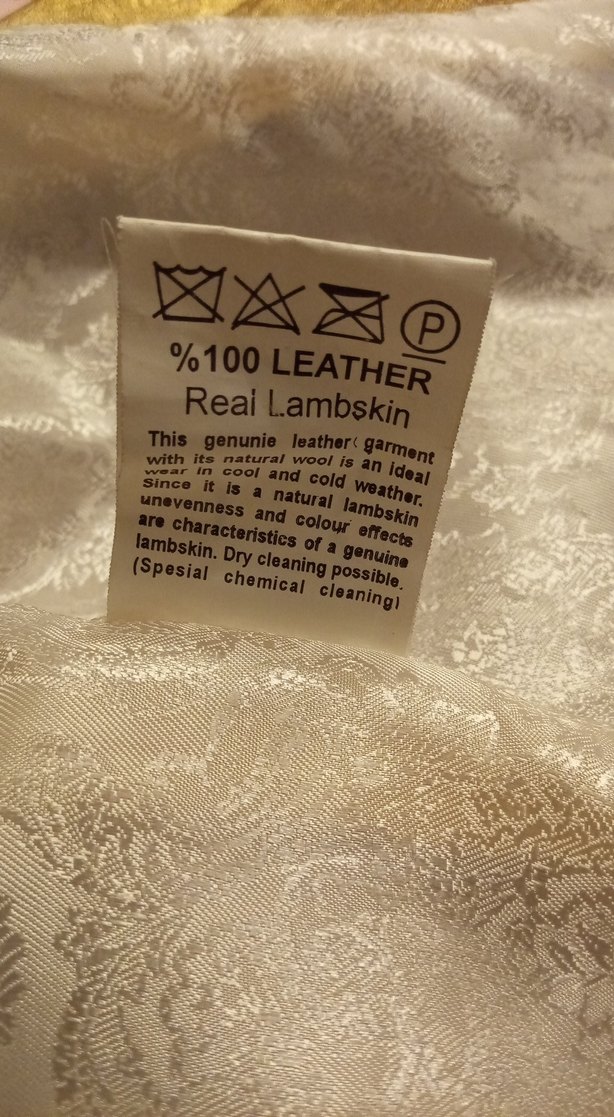 P
%100 LEATHER
Real Lambskin
This genunie leather( garment
with its natural wool is an ideal
wear in cool and cold weather.
Since it is a natural lambskin
unevenness and colour effects
are characteristics of a genuine
lambskin. Dry cleaning possible.
(Spesial chemical cleaning)